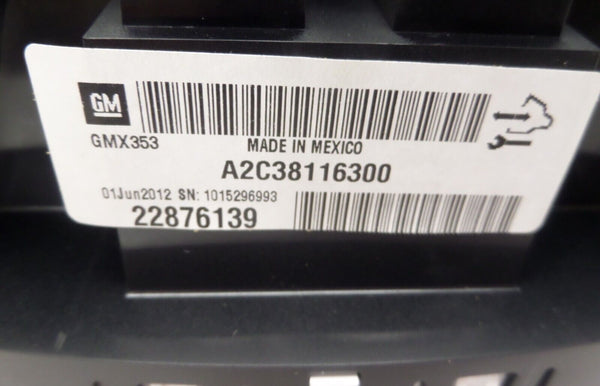 GM
GMX353
MADE IN MEXICO
A2C38116300
01Jun2012 SN: 1015296993
22876139